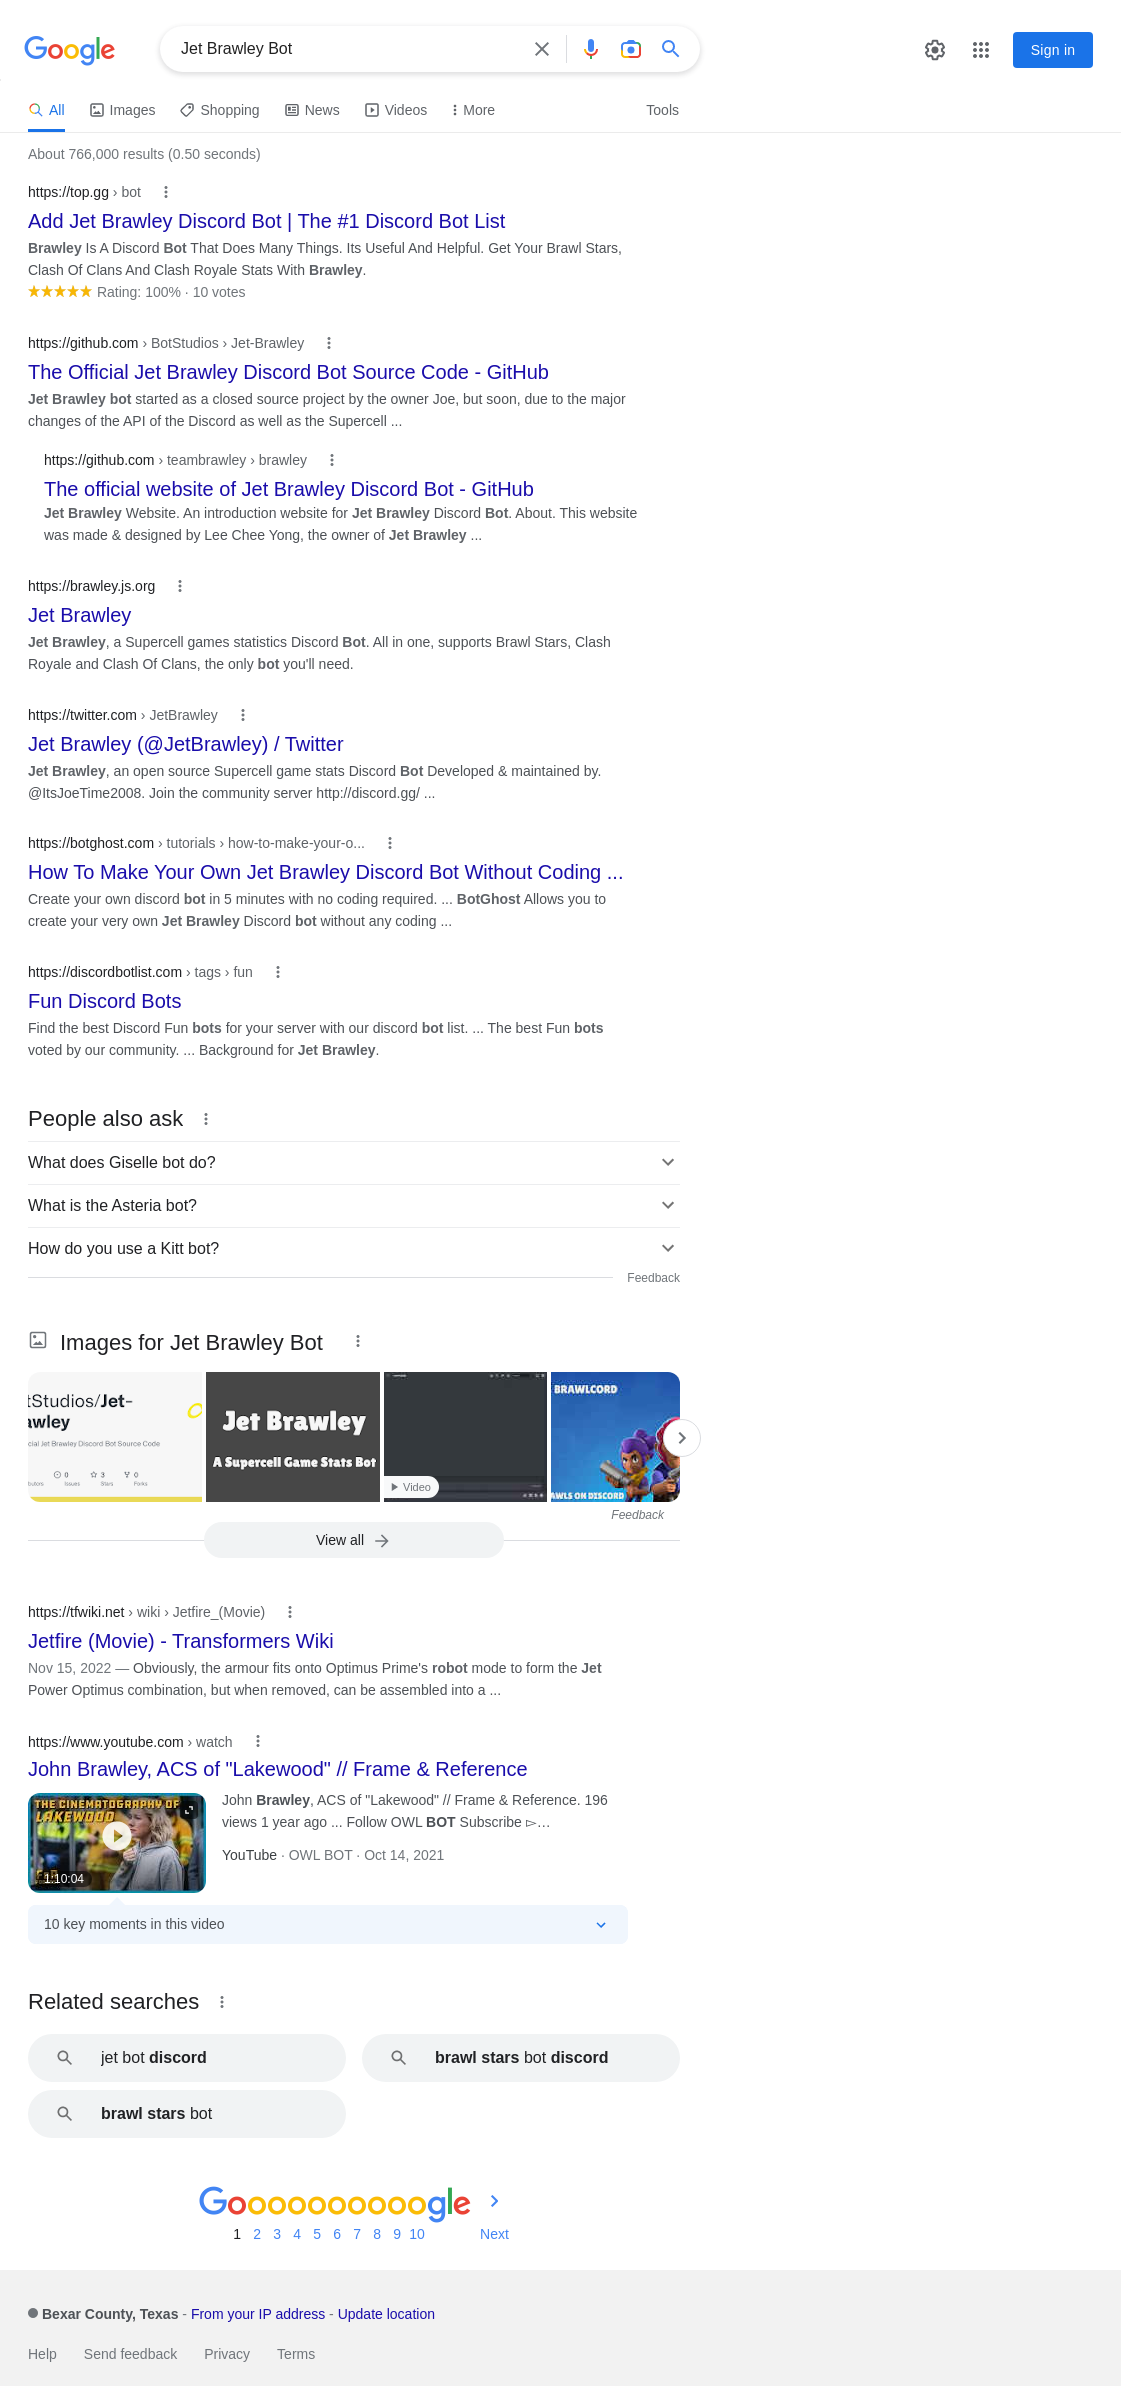 Google
Jet Brawley Bot
Sign in
All Images Shopping News Videos More Tools
About 766,000 results (0.50 seconds)
https://top.gg › bot
Add Jet Brawley Discord Bot | The #1 Discord Bot List
Brawley Is A Discord Bot That Does Many Things. Its Useful And Helpful. Get Your Brawl Stars,
Clash Of Clans And Clash Royale Stats With Brawley.
Rating: 100% · 10 votes
https://github.com › BotStudios › Jet-Brawley
The Official Jet Brawley Discord Bot Source Code - GitHub
Jet Brawley bot started as a closed source project by the owner Joe, but soon, due to the major
changes of the API of the Discord as well as the Supercell ...
https://github.com › teambrawley › brawley
The official website of Jet Brawley Discord Bot - GitHub
Jet Brawley Website. An introduction website for Jet Brawley Discord Bot. About. This website
was made & designed by Lee Chee Yong, the owner of Jet Brawley ...
https://brawley.js.org
Jet Brawley
Jet Brawley, a Supercell games statistics Discord Bot. All in one, supports Brawl Stars, Clash
Royale and Clash Of Clans, the only bot you'll need.
https://twitter.com › JetBrawley
Jet Brawley (@JetBrawley) / Twitter
Jet Brawley, an open source Supercell game stats Discord Bot Developed & maintained by.
@ItsJoeTime2008. Join the community server http://discord.gg/ ...
https://botghost.com › tutorials › how-to-make-your-o...
How To Make Your Own Jet Brawley Discord Bot Without Coding ...
Create your own discord bot in 5 minutes with no coding required. ... BotGhost Allows you to
create your very own Jet Brawley Discord bot without any coding ...
https://discordbotlist.com › tags › fun
Fun Discord Bots
Find the best Discord Fun bots for your server with our discord bot list. ... The best Fun bots
voted by our community. ... Background for Jet Brawley.
People also ask
What does Giselle bot do?
What is the Asteria bot?
How do you use a Kitt bot?
Feedback
Images for Jet Brawley Bot
tStudios/Jet-
awley
cial Jet Brawley Discord Bot Source Code
0 3 0
butors Issues Stars Forks
Jet Brawley
A Supercell Game Stats Bot
Video
BRAWLCORD
AWLS ON DISCORD
Feedback
View all
https://tfwiki.net › wiki › Jetfire_(Movie)
Jetfire (Movie) - Transformers Wiki
Nov 15, 2022 — Obviously, the armour fits onto Optimus Prime's robot mode to form the Jet
Power Optimus combination, but when removed, can be assembled into a ...
https://www.youtube.com › watch
John Brawley, ACS of "Lakewood" // Frame & Reference
THE CINEMATOGRAPHY OF
LAKEWOOD
1:10:04
John Brawley, ACS of "Lakewood" // Frame & Reference. 196
views 1 year ago ... Follow OWL BOT Subscribe ▻…
YouTube · OWL BOT · Oct 14, 2021
10 key moments in this video
Related searches
jet bot discord
brawl stars bot discord
brawl stars bot
Goooooooooogle
1 2 3 4 5 6 7 8 9 10 Next
Bexar County, Texas - From your IP address - Update location
Help Send feedback Privacy Terms